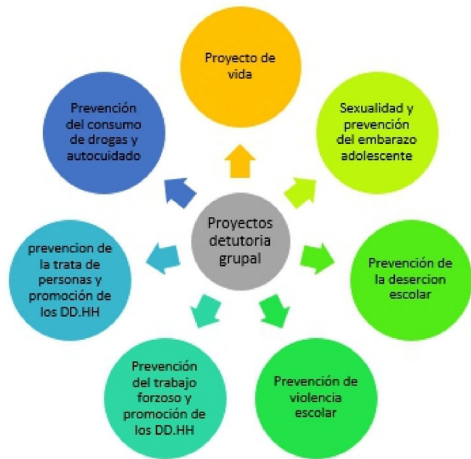 Proyecto de
vida
Sexualidad y
prevención
del embarazo
adolescente
Prevención de
la desercion
escolar
Prevención de
violencia
escolar
Prevención
del trabajo
forzoso y
promoción de
los DD.HH
prevencion de
la trata de
personas y
promoción de
los DD.HH
Prevención
del consumo
de drogas y
autocuidado
Proyectos
detutoria
grupal